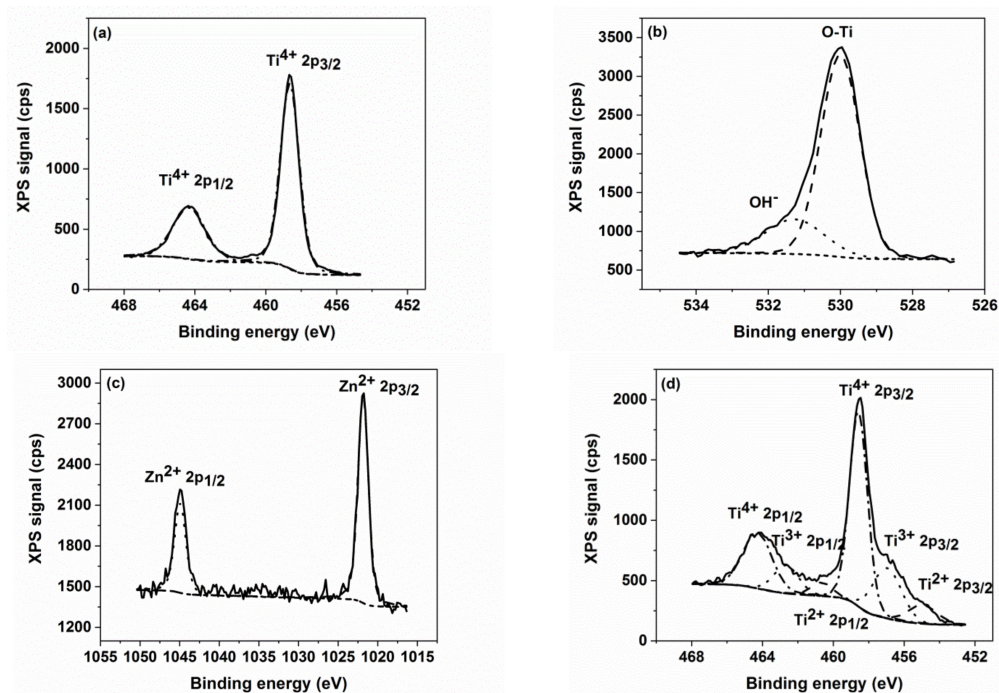 (a)
Ti4+ 2p3/2
Ti4+ 2p1/2
2000
1500
1000
500
0
468 464 460 456 452
Binding energy (eV)
XPS signal (cps)
(b)
O-Ti
OH-
3500
3000
2500
2000
1500
1000
500
534 532 530 528 526
Binding energy (eV)
XPS signal (cps)
(c)
Zn2+ 2p3/2
Zn2+ 2p1/2
3000
2700
2400
2100
1800
1500
1200
1055 1050 1045 1040 1035 1030 1025 1020 1015
Binding energy (eV)
XPS signal (cps)
(d)
Ti4+ 2p3/2
Ti4+ 2p1/2
Ti3+ 2p1/2
Ti3+ 2p3/2
Ti2+ 2p3/2
Ti2+ 2p1/2
2000
1500
1000
500
0
468 464 460 456 452
Binding energy (eV)
XPS signal (cps)